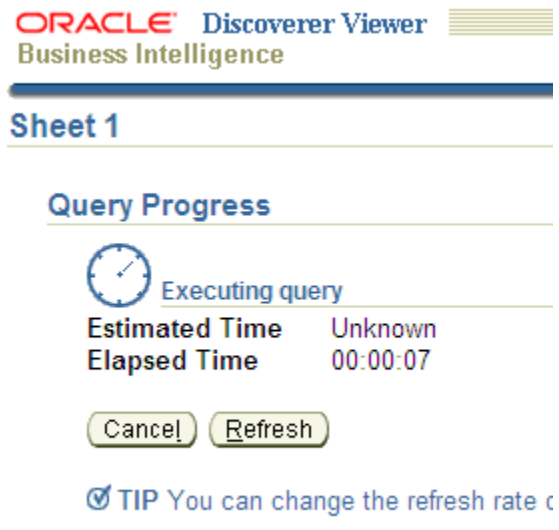 ORACLE Discoverer Viewer
Business Intelligence
Sheet 1
Query Progress
Executing query
Estimated Time Unknown
Elapsed Time 00:00:07
Cancel Refresh
TIP You can change the refresh rate